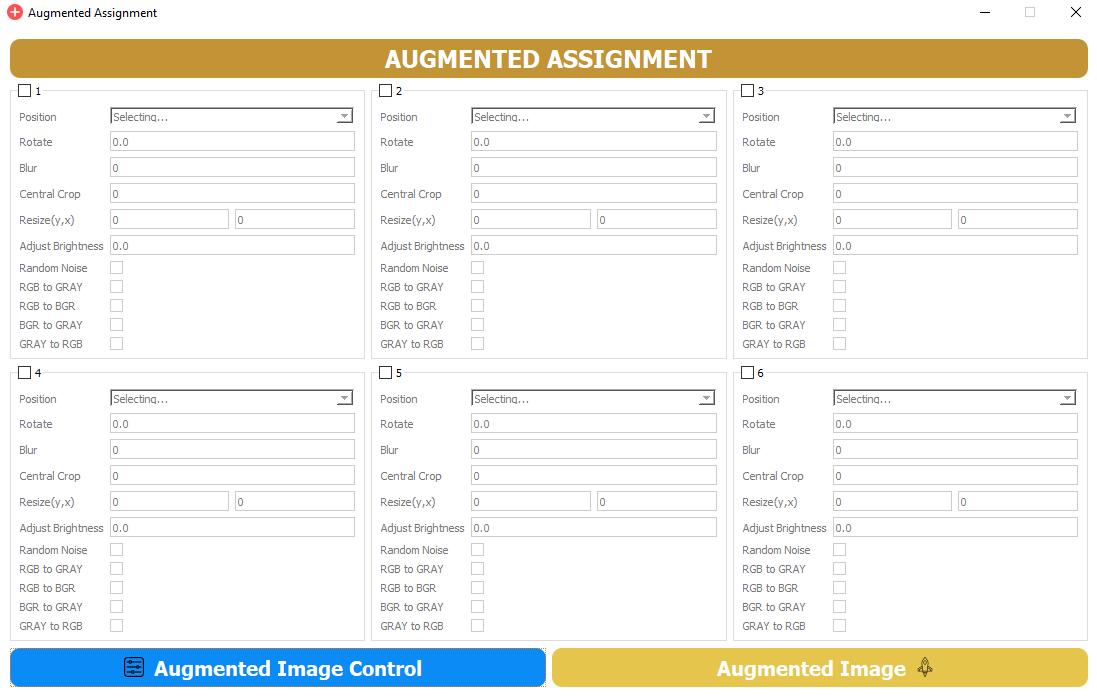 Augmented Assignment
AUGMENTED ASSIGNMENT
1
Position Selecting...
Rotate 0.0
Blur 0
Central Crop 0
Resize(y,x) 0 0
Adjust Brightness 0.0
Random Noise
RGB to GRAY
RGB to BGR
BGR to GRAY
GRAY to RGB
2
Position Selecting...
Rotate 0.0
Blur 0
Central Crop 0
Resize(y,x) 0 0
Adjust Brightness 0.0
Random Noise
RGB to GRAY
RGB to BGR
BGR to GRAY
GRAY to RGB
3
Position Selecting...
Rotate 0.0
Blur 0
Central Crop 0
Resize(y,x) 0 0
Adjust Brightness 0.0
Random Noise
RGB to GRAY
RGB to BGR
BGR to GRAY
GRAY to RGB
4
Position Selecting...
Rotate 0.0
Blur 0
Central Crop 0
Resize(y,x) 0 0
Adjust Brightness 0.0
Random Noise
RGB to GRAY
RGB to BGR
BGR to GRAY
GRAY to RGB
5
Position Selecting...
Rotate 0.0
Blur 0
Central Crop 0
Resize(y,x) 0 0
Adjust Brightness 0.0
Random Noise
RGB to GRAY
RGB to BGR
BGR to GRAY
GRAY to RGB
6
Position Selecting...
Rotate 0.0
Blur 0
Central Crop 0
Resize(y,x) 0 0
Adjust Brightness 0.0
Random Noise
RGB to GRAY
RGB to BGR
BGR to GRAY
GRAY to RGB
Augmented Image Control
Augmented Image